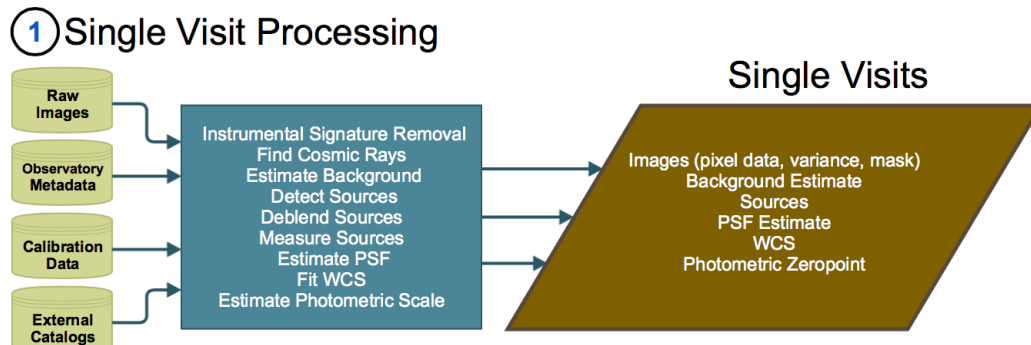 1 Single Visit Processing
Single Visits
Raw
Images
Observatory
Metadata
Calibration
Data
External
Catalogs
Instrumental Signature Removal
Find Cosmic Rays
Estimate Background
Detect Sources
Deblend Sources
Measure Sources
Estimate PSF
Fit WCS
Estimate Photometric Scale
Images (pixel data, variance, mask)
Background Estimate
Sources
PSF Estimate
WCS
Photometric Zeropoint